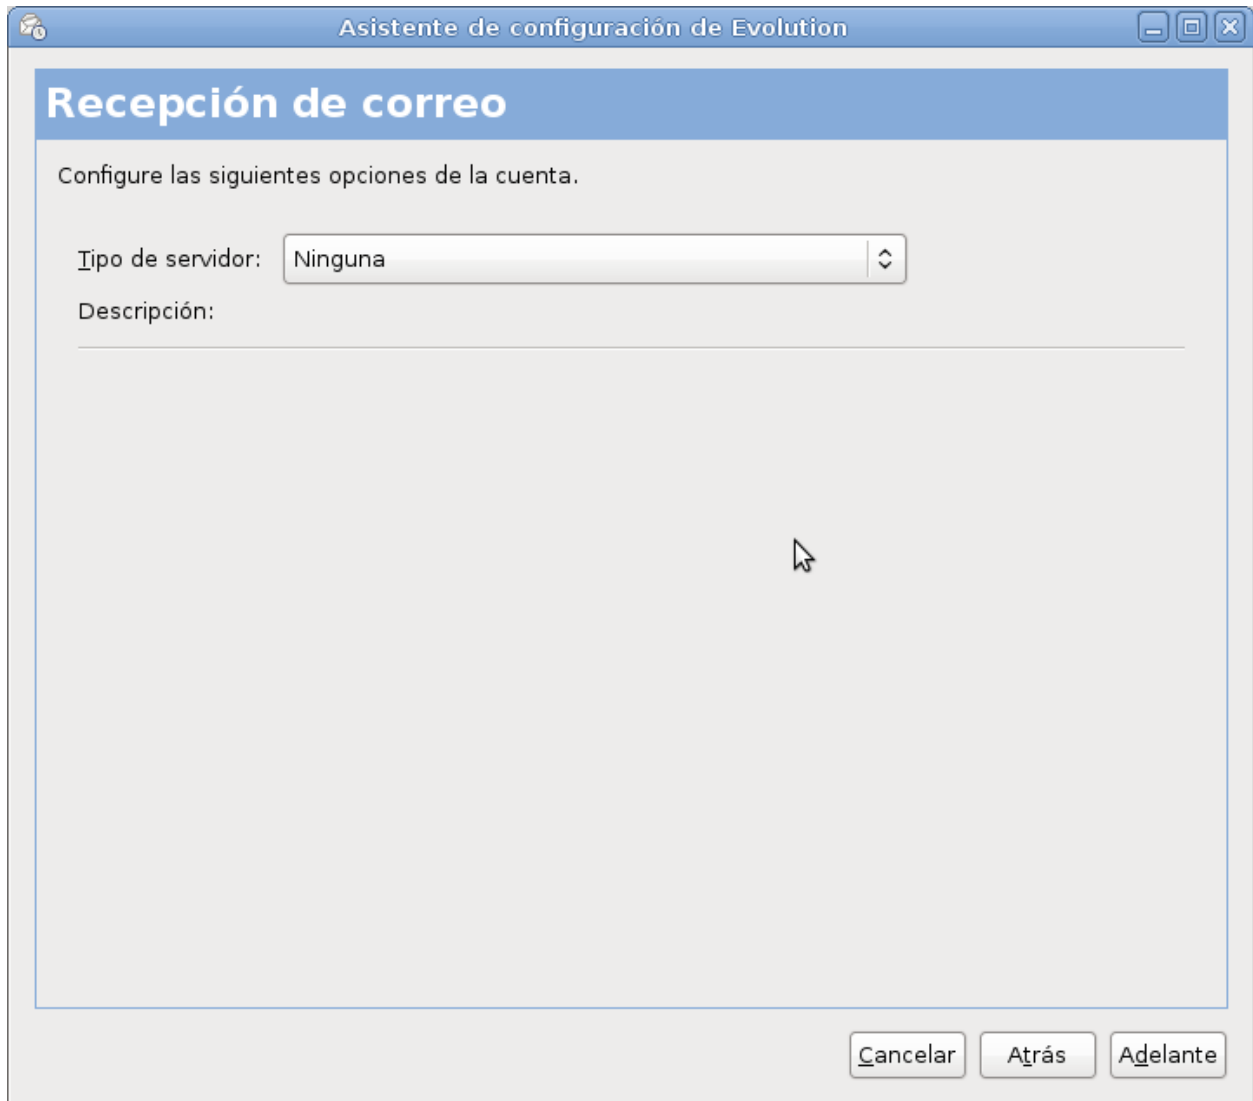 Asistente de configuración de Evolution
Recepción de correo
Configure las siguientes opciones de la cuenta.
Tipo de servidor: Ninguna
Descripción:
Cancelar Atrás Adelante